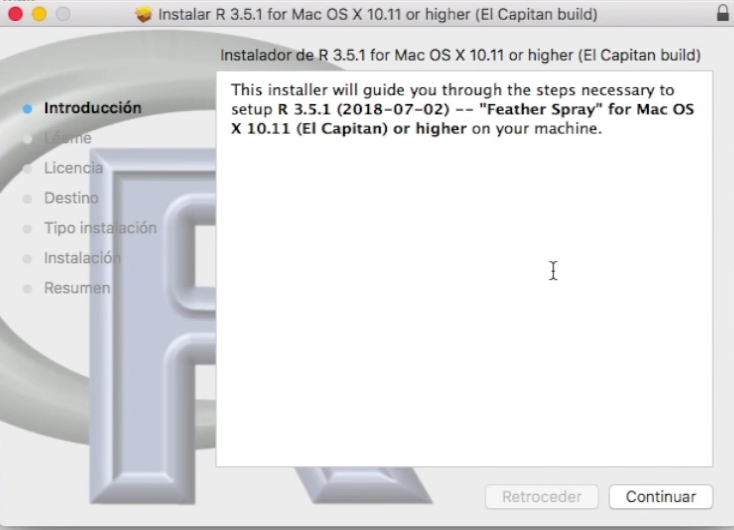 Instalar R 3.5.1 for Mac OS X 10.11 or higher (El Capitan build)
Instalador de R 3.5.1 for Mac OS X 10.11 or higher (El Capitan build)
Introducción
Léame
Licencia
Destino
Tipo instalación
Instalación
Resumen
This installer will guide you through the steps necessary to
setup R 3.5.1 (2018-07-02) -- "Feather Spray" for Mac OS
X 10.11 (El Capitan) or higher on your machine.
Retroceder
Continuar